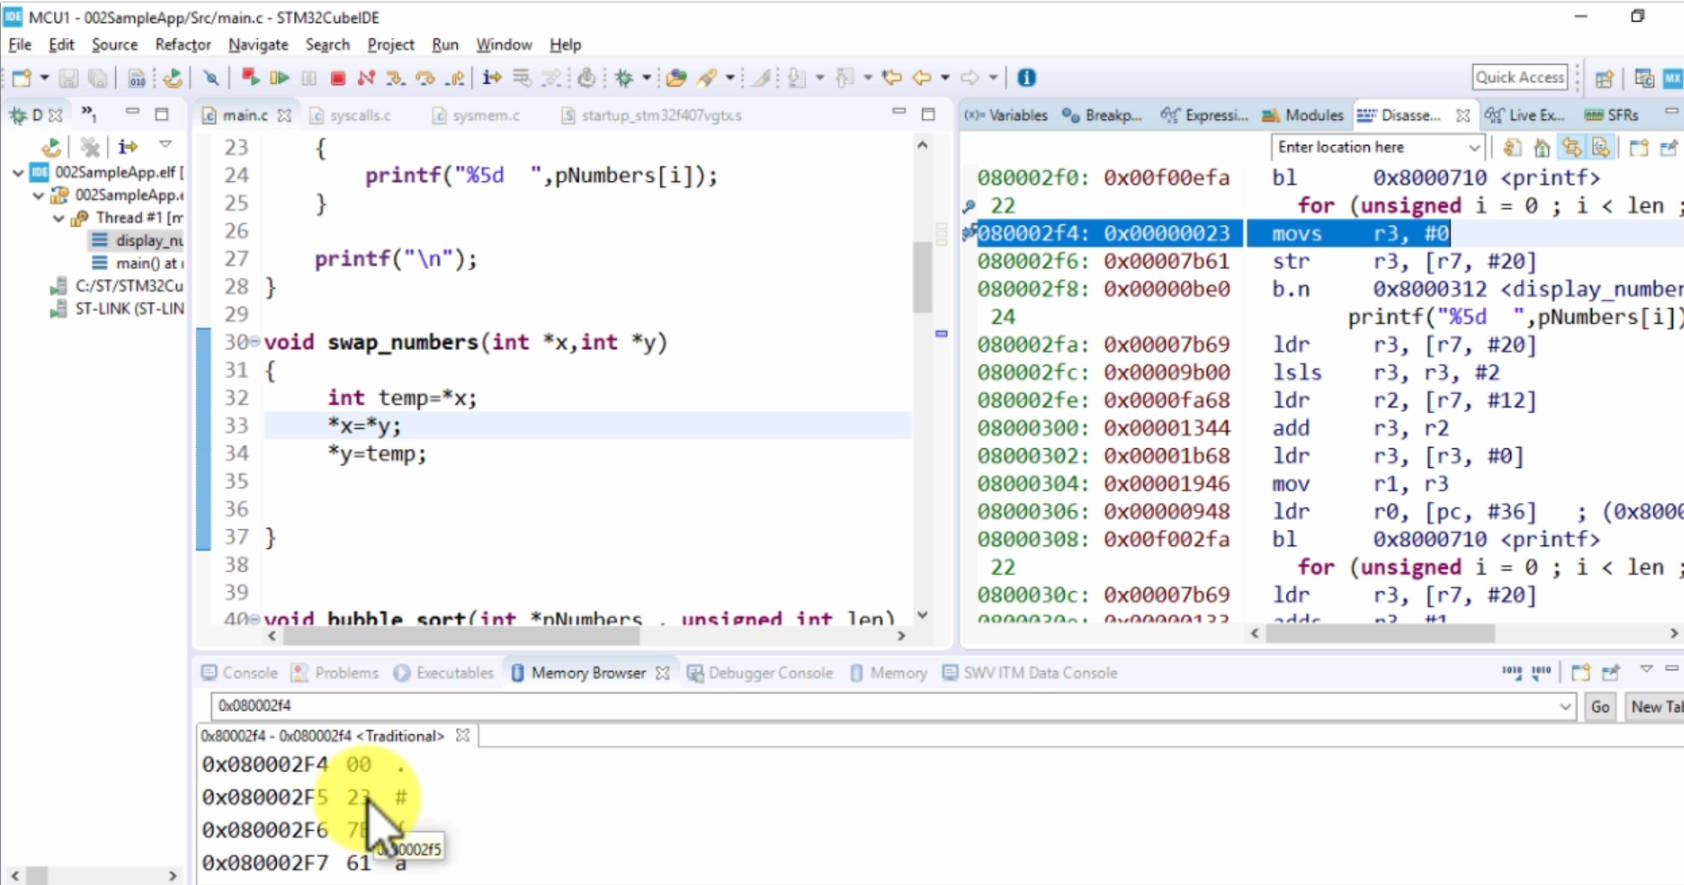 IDE MCU1 - 002SampleApp/Src/main.c - STM32CubeIDE
File Edit Source Refactor Navigate Search Project Run Window Help
Quick Access
D
main.c
syscalls.c
sysmem.c
startup_stm32f407vgtx.s
002SampleApp.elf [
002SampleApp.e
Thread #1 [m
display_nu
main() at
C:/ST/STM32Cu
ST-LINK (ST-LIN
23 {
24 printf("%5d ",pNumbers[i]);
25 }
26
27 printf("\n");
28 }
29
30 void swap_numbers(int *x,int *y)
31 {
32 int temp=*x;
33 *x=*y;
34 *y=temp;
35
36
37 }
38
39
40 void bubble_sort(int *pNumbers , unsigned int len)
(x)= Variables Breakp... Expressi... Modules Disasse... Live Ex... SFRs
Enter location here
080002f0: 0x00f00efa bl 0x8000710 <printf>
22 for (unsigned i = 0 ; i < len ;
080002f4: 0x00000023 movs r3, #0
080002f6: 0x00007b61 str r3, [r7, #20]
080002f8: 0x00000be0 b.n 0x8000312 <display_number
24 printf("%5d ",pNumbers[i])
080002fa: 0x00007b69 ldr r3, [r7, #20]
080002fc: 0x00009b00 lsls r3, r3, #2
080002fe: 0x0000fa68 ldr r2, [r7, #12]
08000300: 0x00001344 add r3, r2
08000302: 0x00001b68 ldr r3, [r3, #0]
08000304: 0x00001946 mov r1, r3
08000306: 0x00000948 ldr r0, [pc, #36] ; (0x8000
08000308: 0x00f002fa bl 0x8000710 <printf>
22 for (unsigned i = 0 ; i < len ;
0800030c: 0x00007b69 ldr r3, [r7, #20]
0800030e: 0x00000133 adds r3, #1
Console Problems Executables Memory Browser Debugger Console Memory SWV ITM Data Console
0x080002f4
Go
New Tab
0x80002f4 - 0x080002f4 <Traditional>
0x080002F4 00 .
0x080002F5 23 #
0x080002F6
0x080002F7 61 a